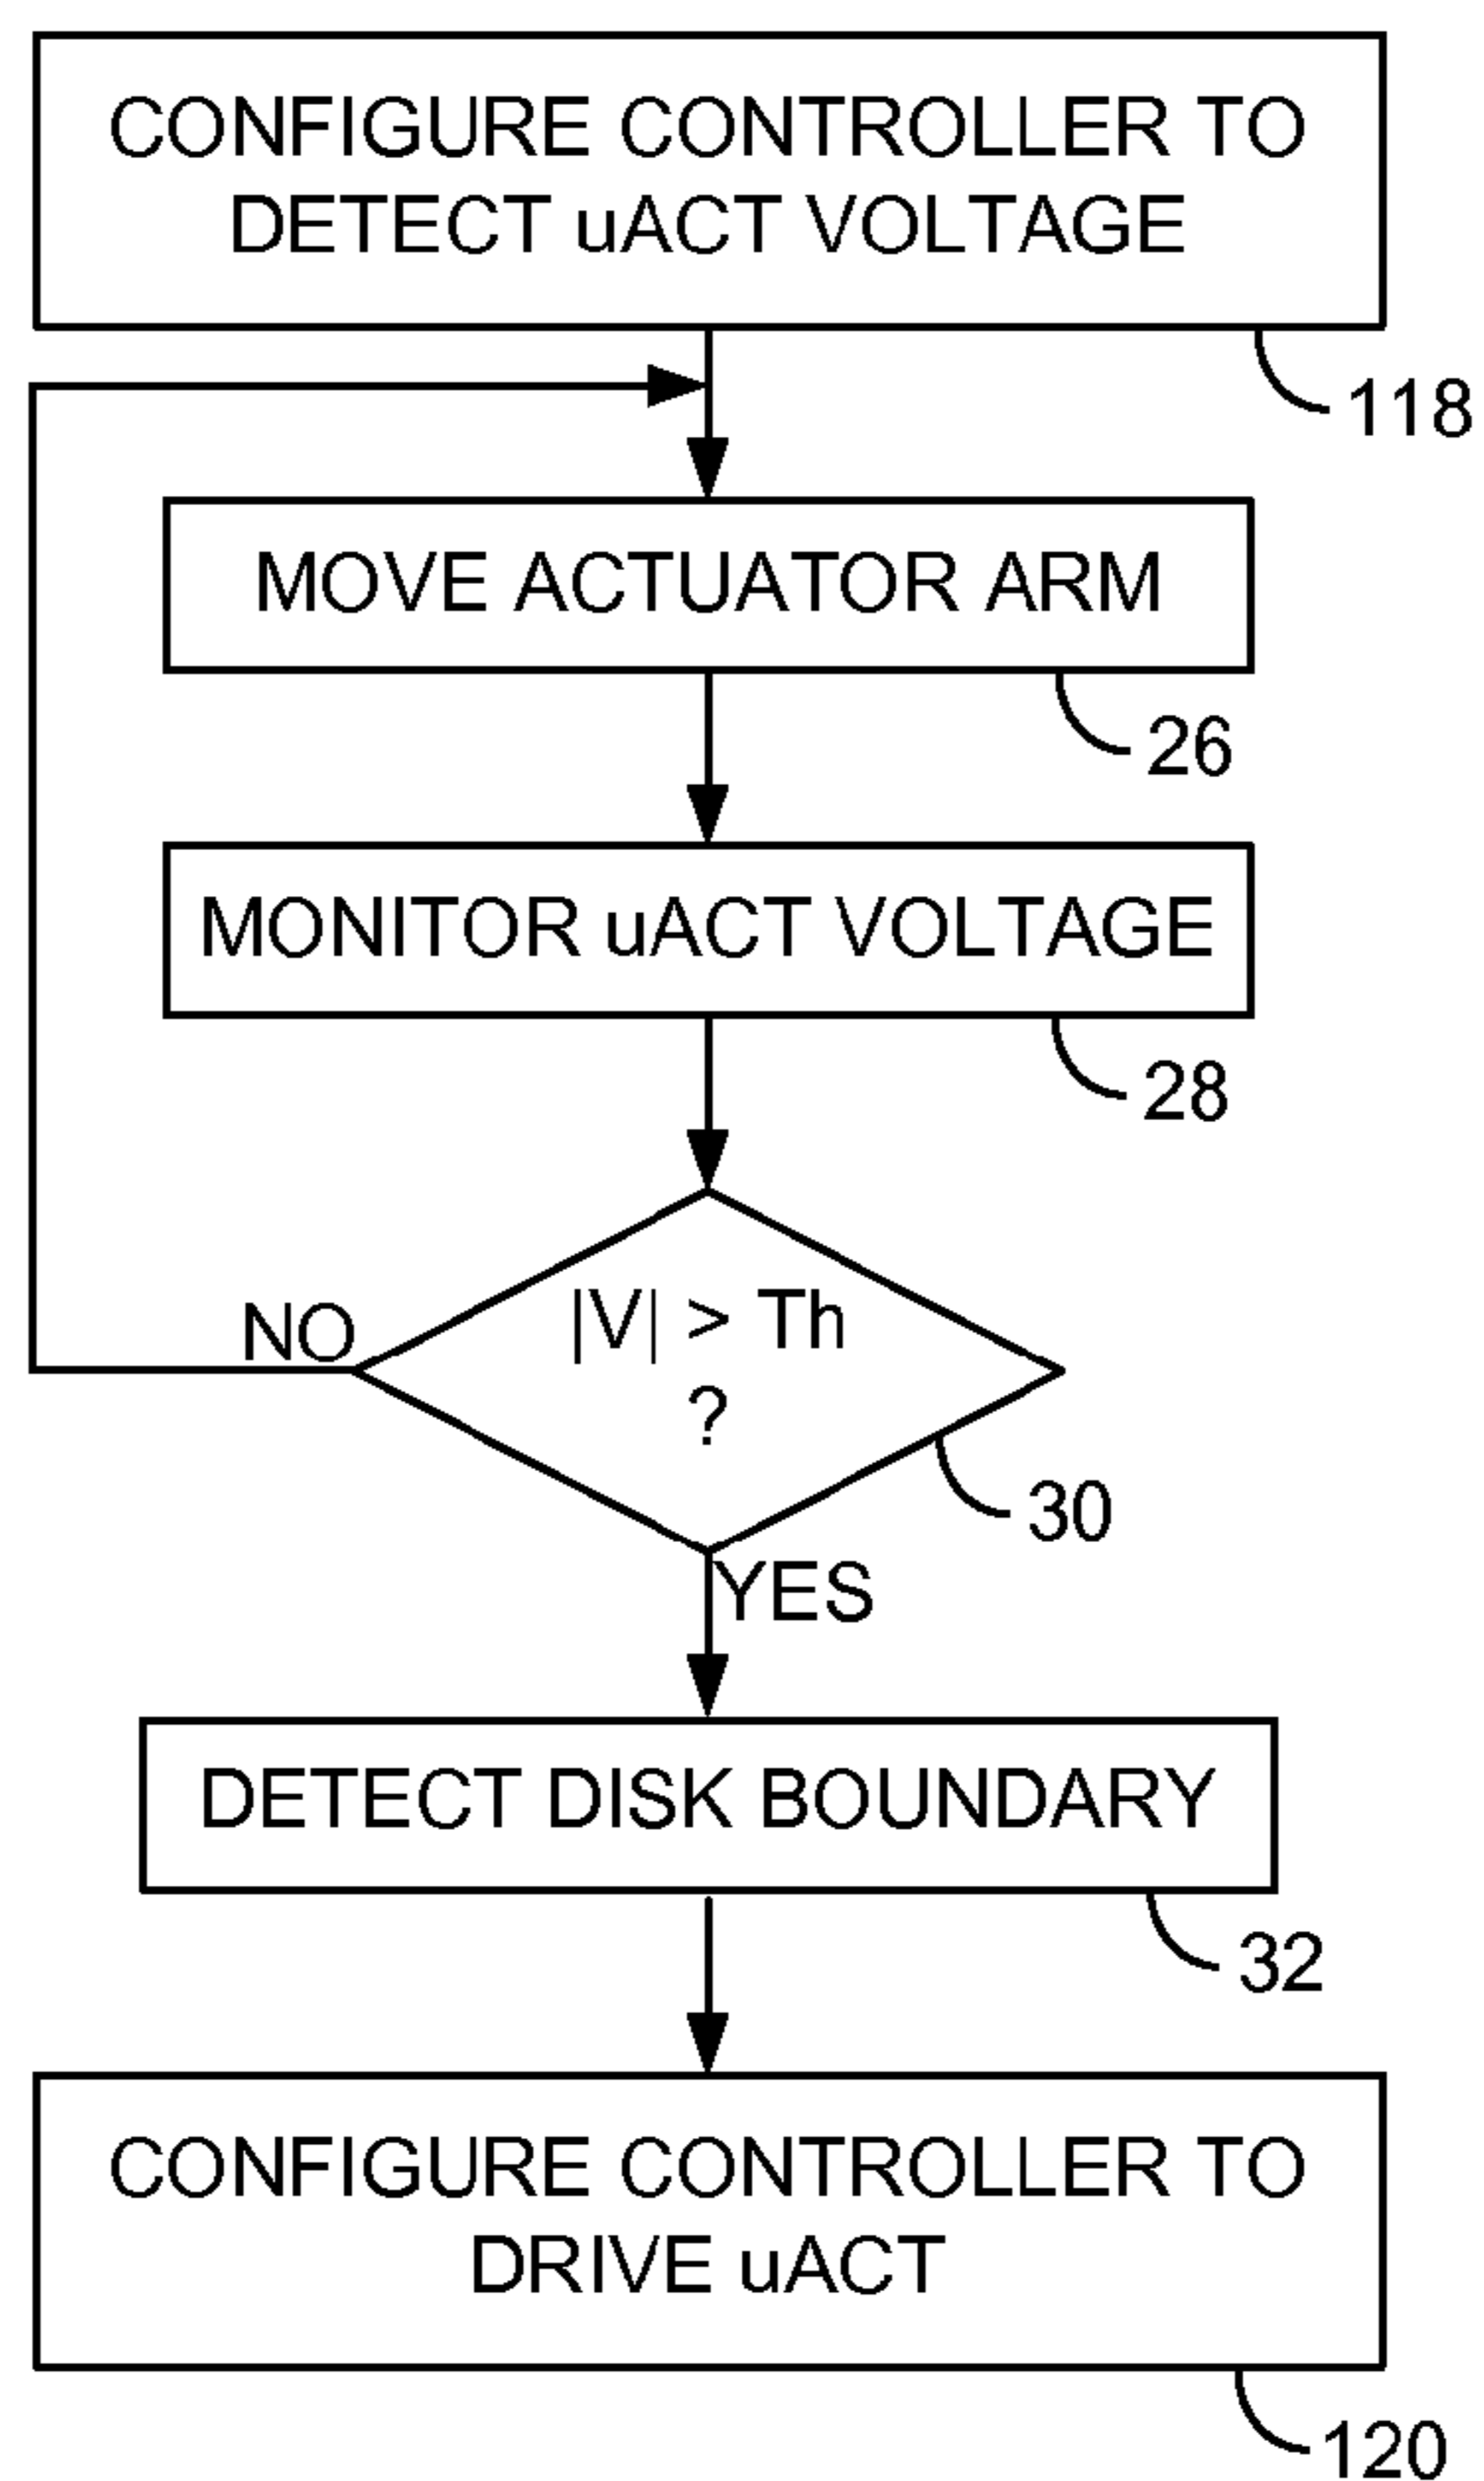 CONFIGURE CONTROLLER TO
DETECT uACT VOLTAGE
118
MOVE ACTUATOR ARM
26
MONITOR uACT VOLTAGE
28
|V| > Th
?
NO
30
YES
DETECT DISK BOUNDARY
32
CONFIGURE CONTROLLER TO
DRIVE uACT
120